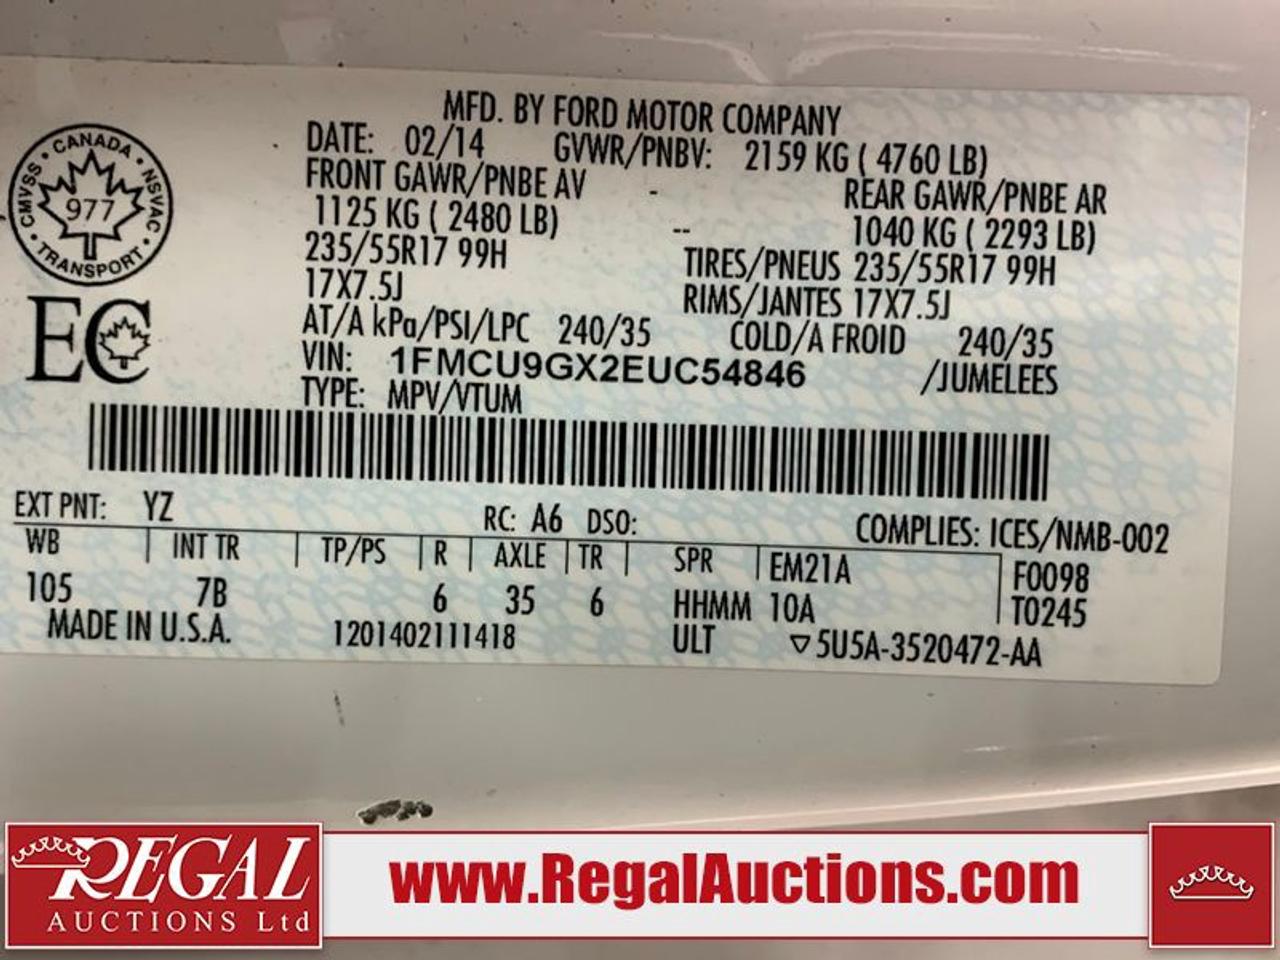 MFD. BY FORD MOTOR COMPANY
DATE: 02/14 GVWR/PNBV: 2159 KG ( 4760 LB)
FRONT GAWR/PNBE AV - REAR GAWR/PNBE AR
1125 KG ( 2480 LB) -- 1040 KG ( 2293 LB)
235/55R17 99H TIRES/PNEUS 235/55R17 99H
17X7.5J RIMS/JANTES 17X7.5J
AT/A kPa/PSI/LPC 240/35 COLD/A FROID 240/35
VIN: 1FMCU9GX2EUC54846 /JUMELEES
TYPE: MPV/VTUM
CANADA
CMVSS 977 NSVAC
TRANSPORT
EC
EXT PNT: YZ RC: A6 DSO: COMPLIES: ICES/NMB-002
WB | INT TR | TP/PS | R | AXLE | TR | SPR | EM21A | F0098
105 7B 6 35 6 HHMM 10A | T0245
MADE IN U.S.A. 1201402111418 ULT ▽5U5A-3520472-AA
REGAL
AUCTIONS Ltd
www.RegalAuctions.com